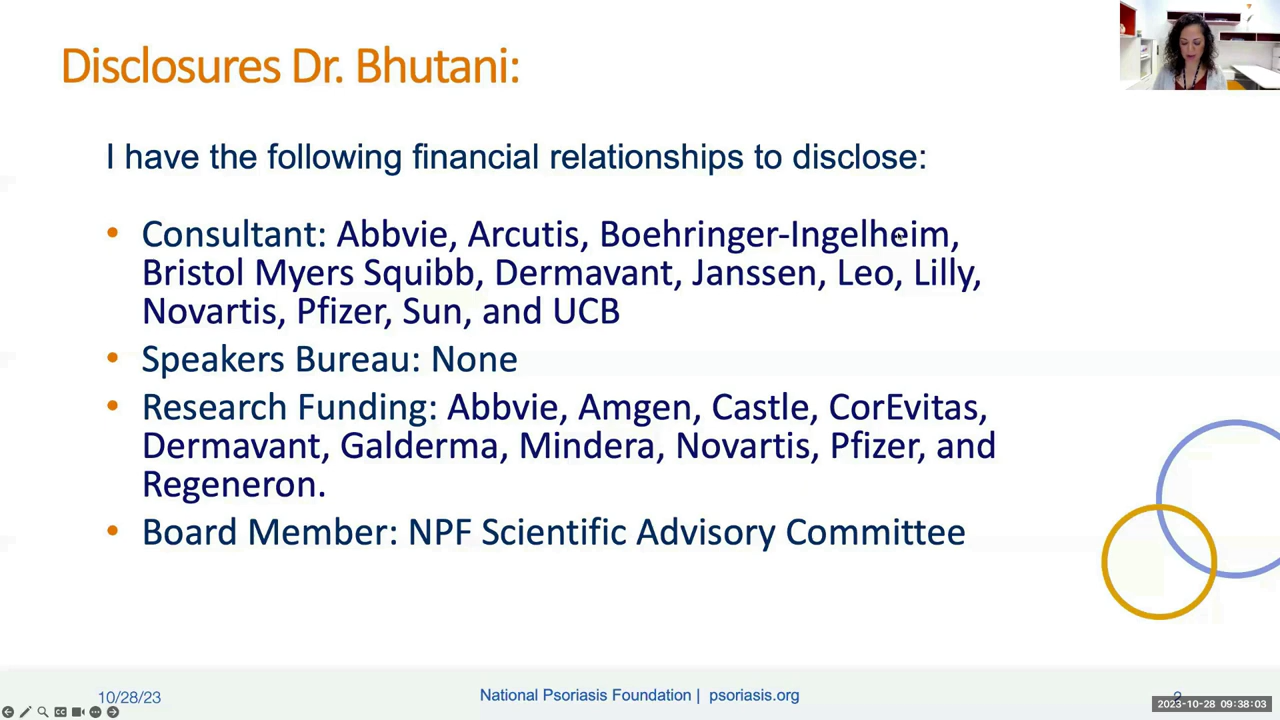 Disclosures Dr. Bhutani:
I have the following financial relationships to disclose:
• Consultant: Abbvie, Arcutis, Boehringer-Ingelheim,
Bristol Myers Squibb, Dermavant, Janssen, Leo, Lilly,
Novartis, Pfizer, Sun, and UCB
• Speakers Bureau: None
• Research Funding: Abbvie, Amgen, Castle, CorEvitas,
Dermavant, Galderma, Mindera, Novartis, Pfizer, and
Regeneron.
• Board Member: NPF Scientific Advisory Committee
10/28/23
National Psoriasis Foundation | psoriasis.org
2
CC
2023-10-28 09:38:03